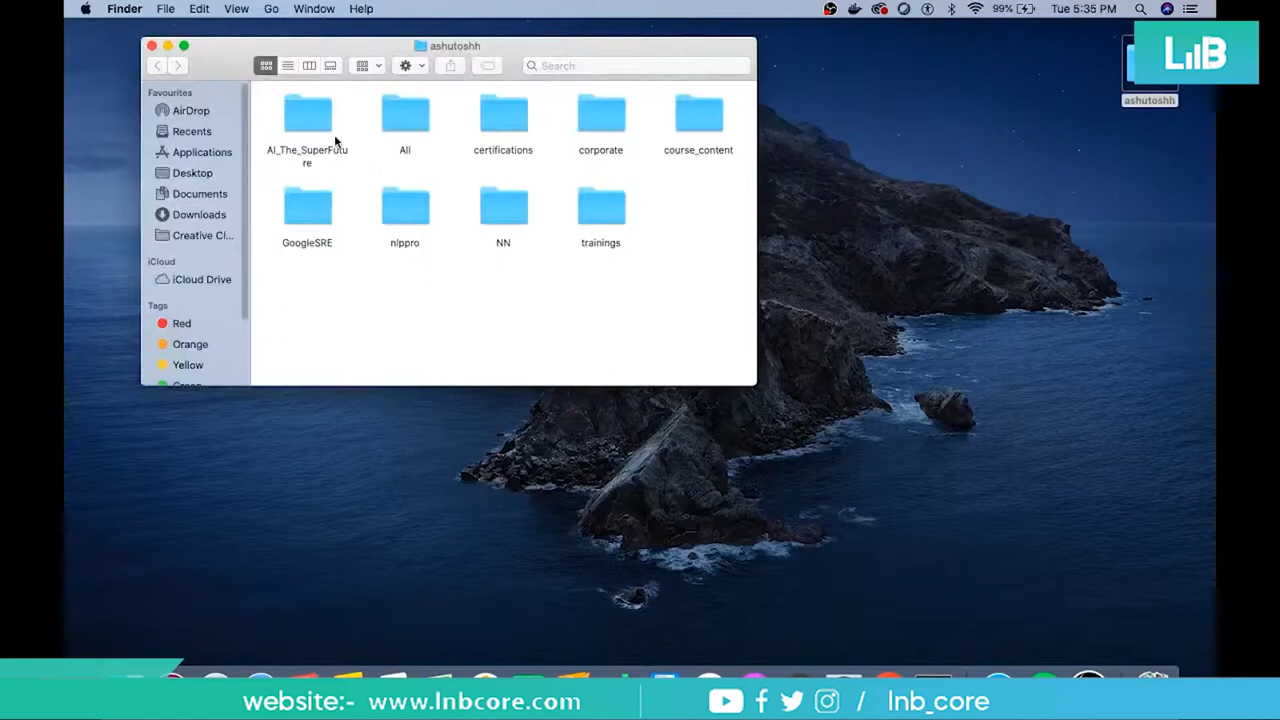 Finder File Edit View Go Window Help 99% Tue 5:35 PM
LnB
ashutoshh
ashutoshh
Search
Favourites
AirDrop
Recents
Applications
Desktop
Documents
Downloads
Creative Cl...
iCloud
iCloud Drive
Tags
Red
Orange
Yellow
Green
AI_The_SuperFutu
re
All
certifications
corporate
course_content
GoogleSRE
nlppro
NN
trainings
website:- www.lnbcore.com / lnb_core